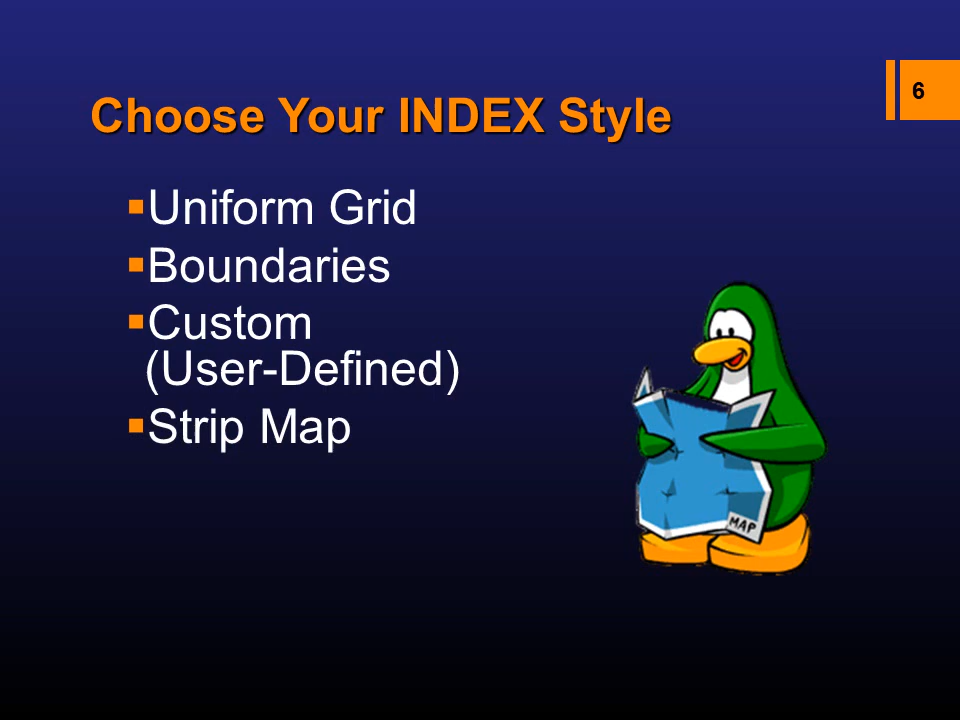 6
Choose Your INDEX Style
▪Uniform Grid
▪Boundaries
▪Custom
(User-Defined)
▪Strip Map
MAP